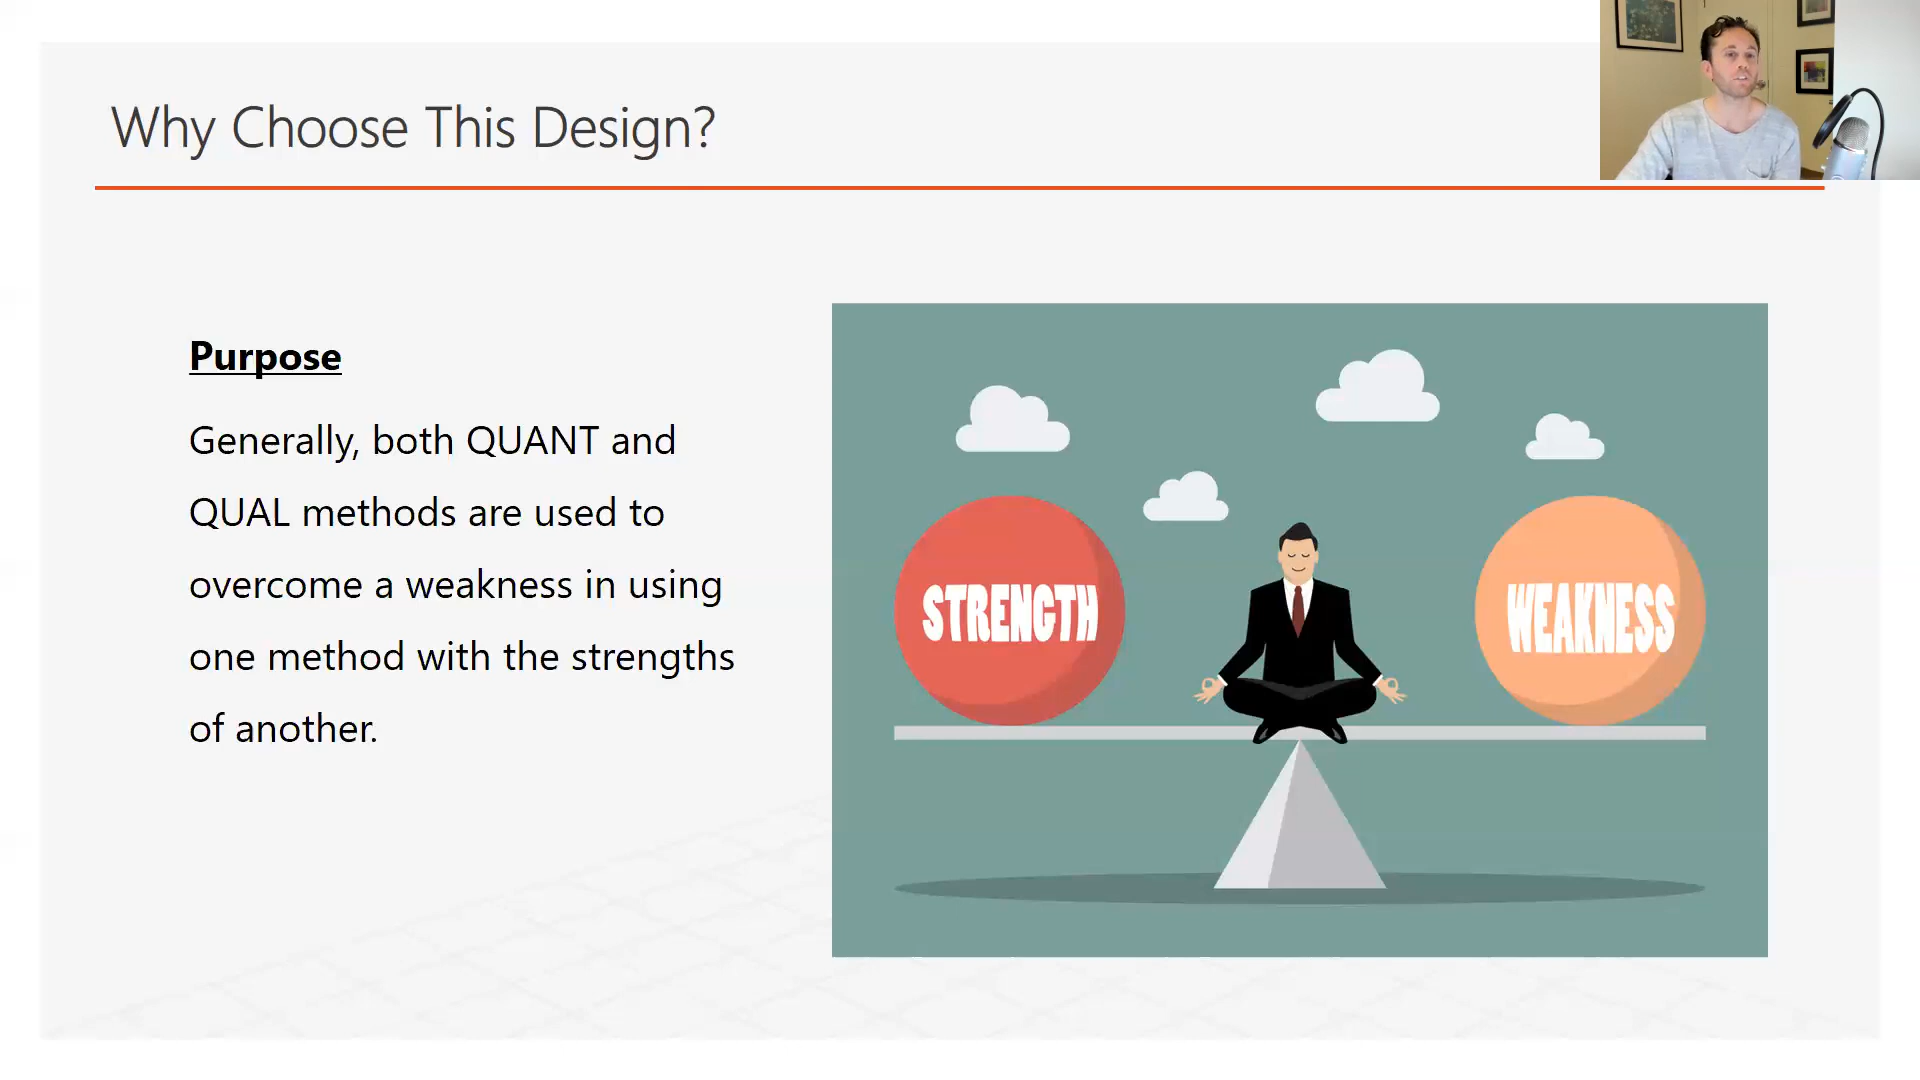 Why Choose This Design?
Purpose
Generally, both QUANT and
QUAL methods are used to
overcome a weakness in using
one method with the strengths
of another.
STRENGTH
WEAKNESS